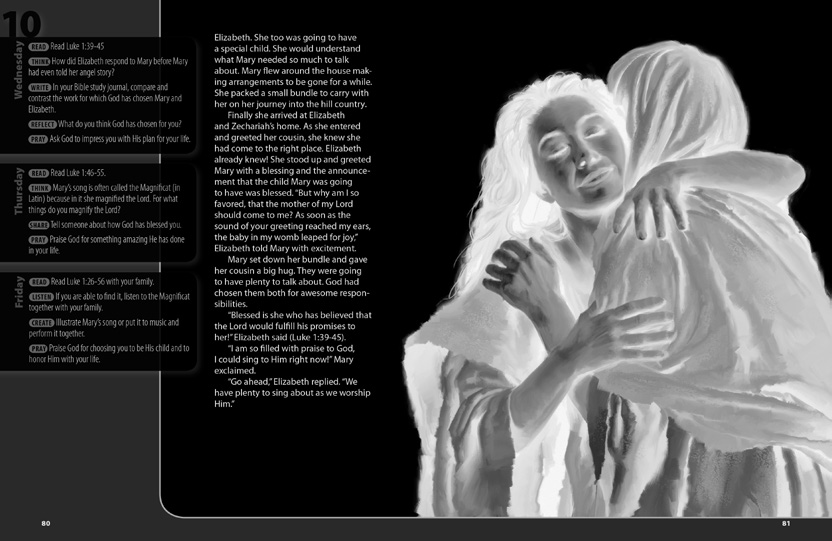 10
Wednesday
READ Read Luke 1:39-45
THINK How did Elizabeth respond to Mary before Mary
had even told her angel story?
WRITE In your Bible study journal, compare and
contrast the work for which God has chosen Mary and
Elizabeth.
REFLECT What do you think God has chosen for you?
PRAY Ask God to impress you with His plan for your life.
Thursday
READ Read Luke 1:46-55.
THINK Mary's song is often called the Magnificat (in
Latin) because in it she magnified the Lord. For what
things do you magnify the Lord?
SHARE Tell someone about how God has blessed you.
PRAY Praise God for something amazing He has done
in your life.
Friday
READ Read Luke 1:26-56 with your family.
LISTEN If you are able to find it, listen to the Magnificat
together with your family.
CREATE Illustrate Mary's song or put it to music and
perform it together.
PRAY Praise God for choosing you to be His child and to
honor Him with your life.
80
Elizabeth. She too was going to have
a special child. She would understand
what Mary needed so much to talk
about. Mary flew around the house mak-
ing arrangements to be gone for a while.
She packed a small bundle to carry with
her on her journey into the hill country.
Finally she arrived at Elizabeth
and Zechariah's home. As she entered
and greeted her cousin, she knew she
had come to the right place. Elizabeth
already knew! She stood up and greeted
Mary with a blessing and the announce-
ment that the child Mary was going
to have was blessed. "But why am I so
favored, that the mother of my Lord
should come to me? As soon as the
sound of your greeting reached my ears,
the baby in my womb leaped for joy,"
Elizabeth told Mary with excitement.
Mary set down her bundle and gave
her cousin a big hug. They were going
to have plenty to talk about. God had
chosen them both for awesome respon-
sibilities.
"Blessed is she who has believed that
the Lord would fulfill his promises to
her!" Elizabeth said (Luke 1:39-45).
"I am so filled with praise to God,
I could sing to Him right now!" Mary
exclaimed.
"Go ahead," Elizabeth replied. "We
have plenty to sing about as we worship
Him."
81